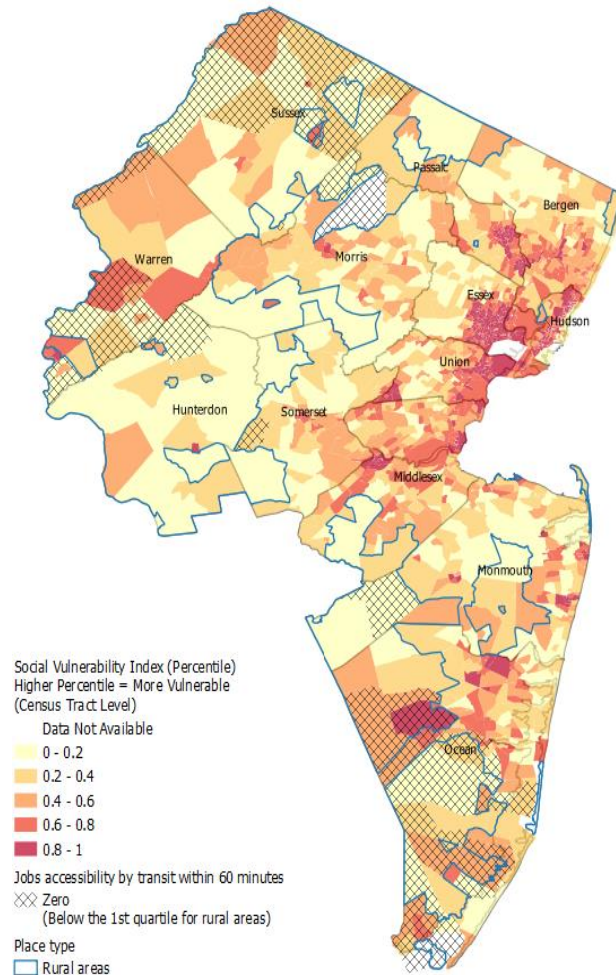 Sussex
Passaic
Bergen
Warren
Morris
Essex
Hudson
Union
Hunterdon
Somerset
Middlesex
Monmouth
Ocean
Social Vulnerability Index (Percentile)
Higher Percentile = More Vulnerable
(Census Tract Level)
Data Not Available
0 - 0.2
0.2 - 0.4
0.4 - 0.6
0.6 - 0.8
0.8 - 1
Jobs accessibility by transit within 60 minutes
Zero
(Below the 1st quartile for rural areas)
Place type
Rural areas